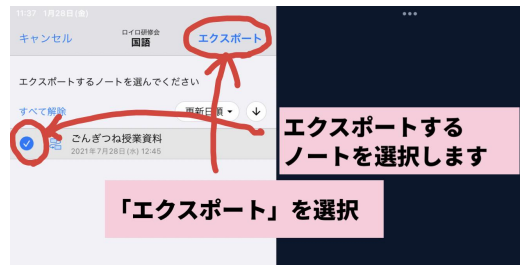 11:37 1月28日(金)
キャンセル
ロイロ研修会
国語
エクスポート
エクスポートするノートを選んでください
すべて解除
更新日順
ごんぎつね授業資料
2021年7月28日(水) 12:45
エクスポートする
ノートを選択します
「エクスポート」を選択